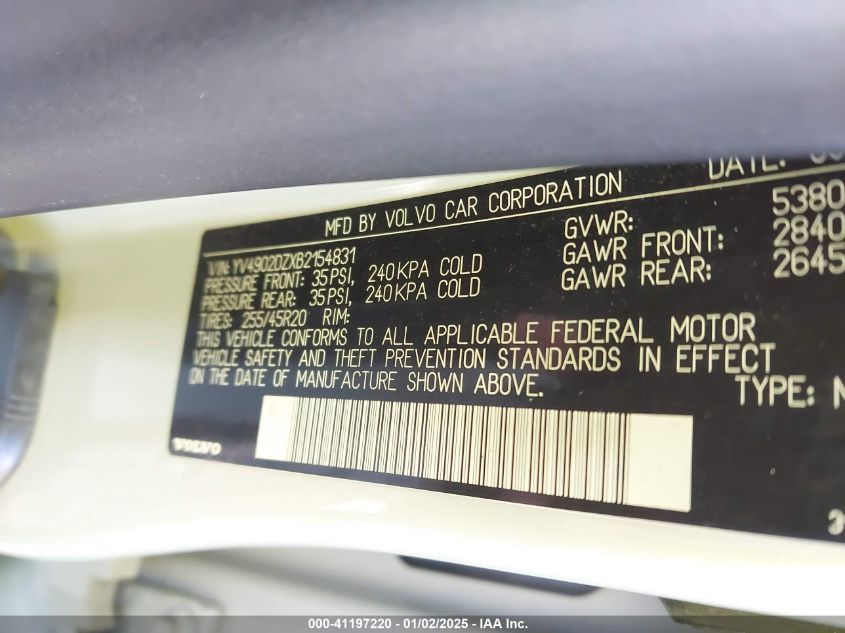 MFD BY VOLVO CAR CORPORATION
VIN: YV4902DZXB2154831
PRESSURE FRONT: 35PSI, 240KPA COLD
PRESSURE REAR: 35PSI, 240KPA COLD
TIRES: 255/45R20 RIM:
DATE:
GVWR: 5380
GAWR FRONT: 2840
GAWR REAR: 2645
THIS VEHICLE CONFORMS TO ALL APPLICABLE FEDERAL MOTOR
VEHICLE SAFETY AND THEFT PREVENTION STANDARDS IN EFFECT
ON THE DATE OF MANUFACTURE SHOWN ABOVE.
TYPE:
VOLVO
000-41197220 - 01/02/2025 - IAA Inc.